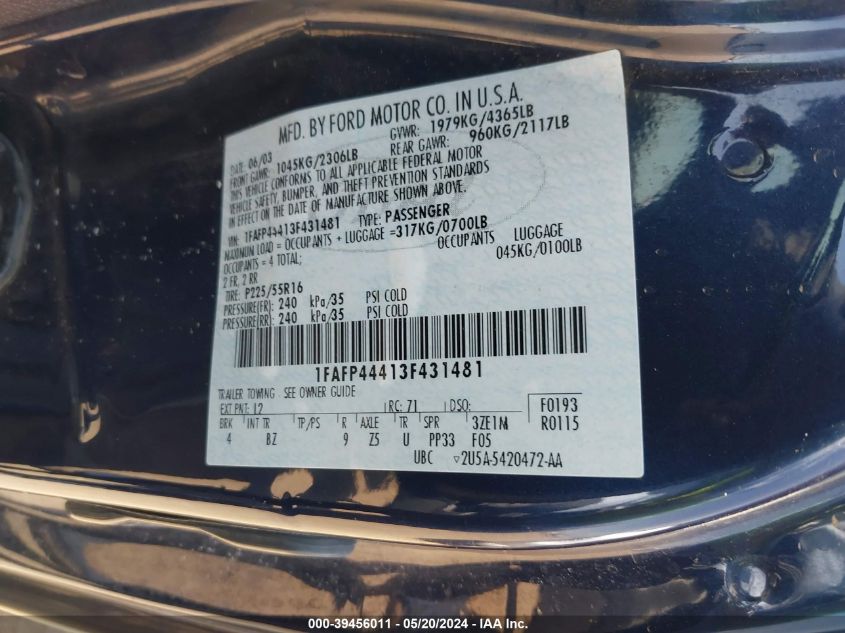 MFD. BY FORD MOTOR CO. IN U.S.A.
DATE: 06/03 GVWR: 1979KG/4365LB
FRONT GAWR: 1045KG/2306LB REAR GAWR: 960KG/2117LB
THIS VEHICLE CONFORMS TO ALL APPLICABLE FEDERAL MOTOR
VEHICLE SAFETY, BUMPER, AND THEFT PREVENTION STANDARDS
IN EFFECT ON THE DATE OF MANUFACTURE SHOWN ABOVE.
VIN: 1FAFP44413F431481 TYPE: PASSENGER
MAXIMUM LOAD = OCCUPANTS + LUGGAGE =317KG/0700LB
OCCUPANTS = 4 TOTAL; OCCUPANTS LUGGAGE
2 FR, 2 RR 045KG/0100LB
TIRE: P225/55R16
PRESSURE(FR): 240 kPa/35 PSI COLD
PRESSURE(RR): 240 kPa/35 PSI COLD
1FAFP44413F431481
TRAILER TOWING - SEE OWNER GUIDE
EXT PNT: L2 RC: 71 DSO: F0193
BRK INT TR TP/PS R AXLE TR SPR 3ZE1M R0115
4 BZ 9 Z5 U PP33 F05
UBC ▽2U5A-5420472-AA
000-39456011 - 05/20/2024 - IAA Inc.